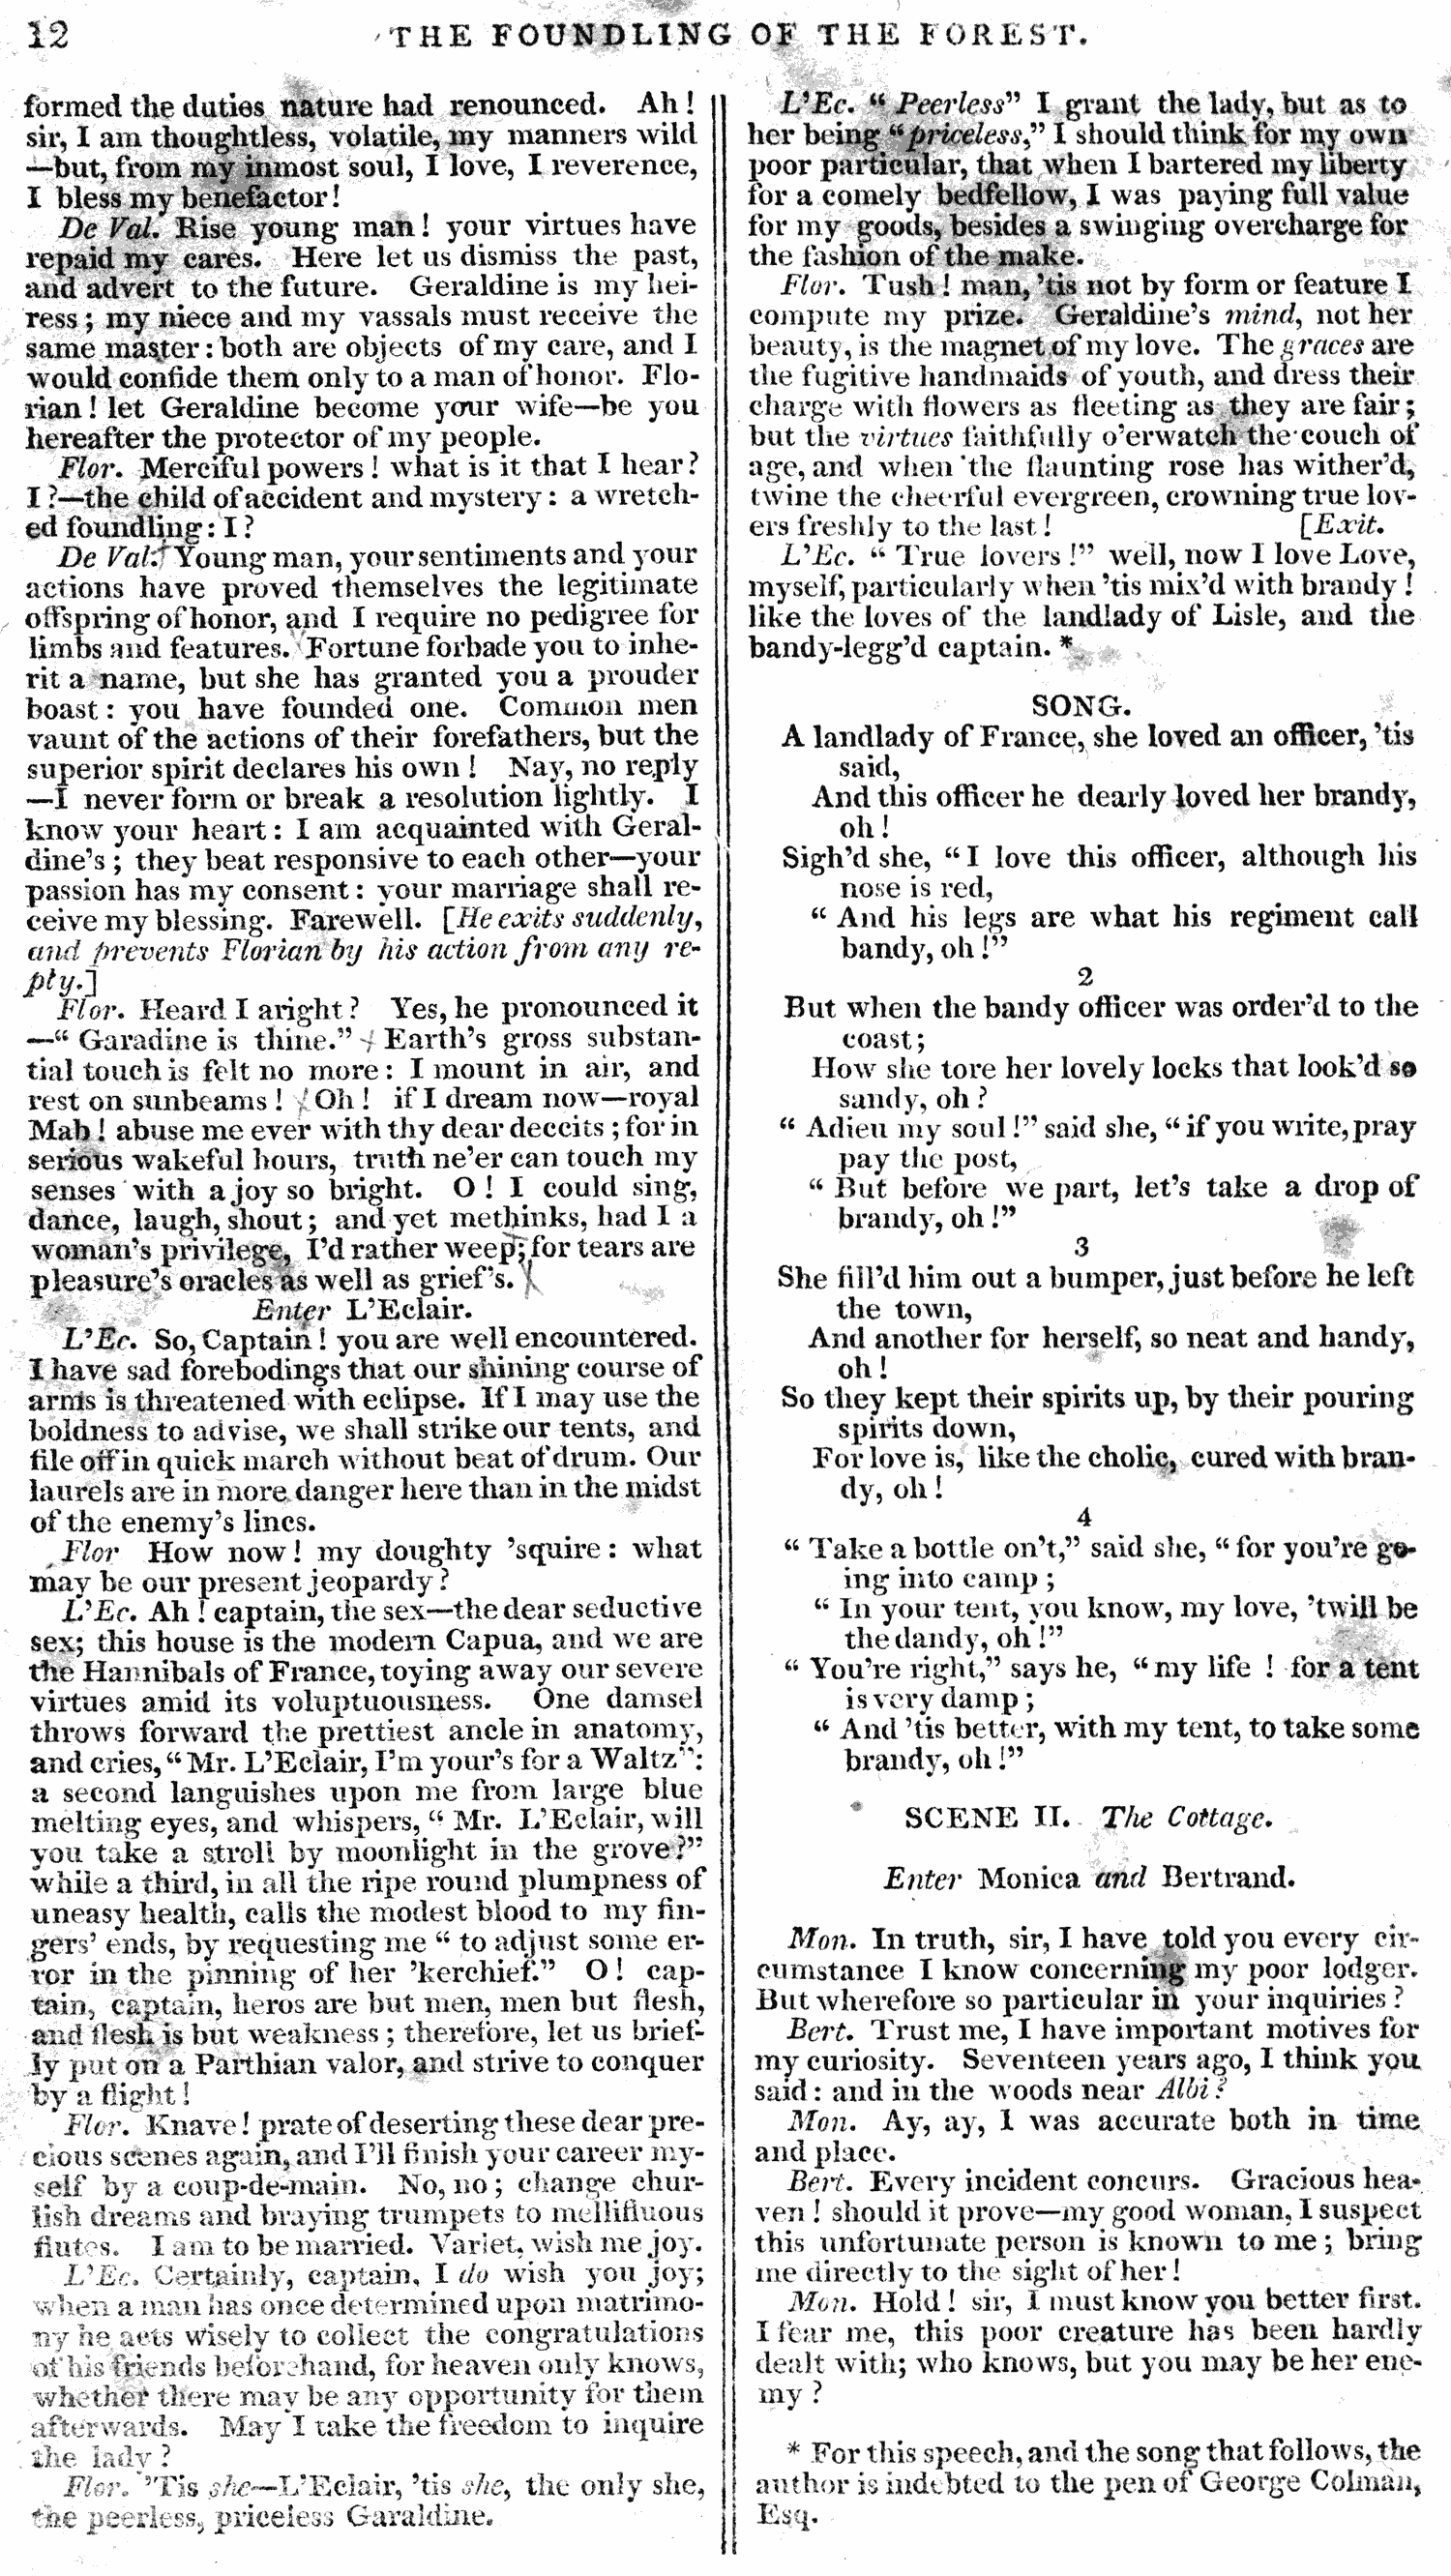 12 THE FOUNDLING OF THE FOREST.
formed the duties nature had renounced. Ah!
sir, I am thoughtless, volatile, my manners wild
—but, from my inmost soul, I love, I reverence,
I bless my benefactor!
De Val. Rise young man! your virtues have
repaid my cares. Here let us dismiss the past,
and advert to the future. Geraldine is my hei-
ress; my niece and my vassals must receive the
same master: both are objects of my care, and I
would confide them only to a man of honor. Flo-
rian! let Geraldine become your wife—be you
hereafter the protector of my people.
Flor. Merciful powers! what is it that I hear?
I?—the child of accident and mystery: a wretch-
ed foundling: I?
De Val. Young man, your sentiments and your
actions have proved themselves the legitimate
offspring of honor, and I require no pedigree for
limbs and features. Fortune forbade you to inhe-
rit a name, but she has granted you a prouder
boast: you have founded one. Common men
vaunt of the actions of their forefathers, but the
superior spirit declares his own! Nay, no reply
—I never form or break a resolution lightly. I
know your heart: I am acquainted with Geral-
dine's; they beat responsive to each other—your
passion has my consent: your marriage shall re-
ceive my blessing. Farewell. [He exits suddenly,
and prevents Florian by his action from any re-
ply.]
Flor. Heard I aright? Yes, he pronounced it
—" Garadine is thine." Earth's gross substan-
tial touch is felt no more: I mount in air, and
rest on sunbeams! Oh! if I dream now—royal
Mab! abuse me ever with thy dear deceits; for in
serious wakeful hours, truth ne'er can touch my
senses with a joy so bright. O! I could sing,
dance, laugh, shout; and yet methinks, had I a
woman's privilege, I'd rather weep; for tears are
pleasure's oracles as well as grief's.
Enter L'Eclair.
L'Ec. So, Captain! you are well encountered.
I have sad forebodings that our shining course of
arms is threatened with eclipse. If I may use the
boldness to advise, we shall strike our tents, and
file off in quick march without beat of drum. Our
laurels are in more danger here than in the midst
of the enemy's lines.
Flor How now! my doughty 'squire: what
may be our present jeopardy?
L'Ec. Ah! captain, the sex—the dear seductive
sex; this house is the modern Capua, and we are
the Hannibals of France, toying away our severe
virtues amid its voluptuousness. One damsel
throws forward the prettiest ancle in anatomy,
and cries, "Mr. L'Eclair, I'm your's for a Waltz":
a second languishes upon me from large blue
melting eyes, and whispers, " Mr. L'Eclair, will
you take a stroll by moonlight in the grove?"
while a third, in all the ripe round plumpness of
uneasy health, calls the modest blood to my fin-
gers' ends, by requesting me " to adjust some er-
ror in the pinning of her 'kerchief." O! cap-
tain, captain, heros are but men, men but flesh,
and flesh is but weakness; therefore, let us brief-
ly put on a Parthian valor, and strive to conquer
by a flight!
Flor. Knave! prate of deserting these dear pre-
cious scenes again, and I'll finish your career my-
self by a coup-de-main. No, no; change chur-
lish dreams and braying trumpets to mellifluous
flutes. I am to be married. Varlet, wish me joy.
L'Ec. Certainly, captain, I do wish you joy;
when a man has once determined upon matrimo-
ny he acts wisely to collect the congratulations
of his friends beforehand, for heaven only knows,
whether there may be any opportunity for them
afterwards. May I take the freedom to inquire
the lady?
Flor. 'Tis she—L'Eclair, 'tis she, the only she,
the peerless, priceless Garaldine.
L'Ec. " Peerless" I grant the lady, but as to
her being "priceless," I should think for my own
poor particular, that when I bartered my liberty
for a comely bedfellow, I was paying full value
for my goods, besides a swinging overcharge for
the fashion of the make.
Flor. Tush! man, 'tis not by form or feature I
compute my prize. Geraldine's mind, not her
beauty, is the magnet of my love. The graces are
the fugitive handmaids of youth, and dress their
charge with flowers as fleeting as they are fair;
but the virtues faithfully o'erwatch the couch of
age, and when the flaunting rose has wither'd,
twine the cheerful evergreen, crowning true lov-
ers freshly to the last! [Exit.
L'Ec. " True lovers!" well, now I love Love,
myself, particularly when 'tis mix'd with brandy!
like the loves of the landlady of Lisle, and the
bandy-legg'd captain. *
SONG.
A landlady of France, she loved an officer, 'tis
said,
And this officer he dearly loved her brandy,
oh!
Sigh'd she, "I love this officer, although his
nose is red,
" And his legs are what his regiment call
bandy, oh!"
2
But when the bandy officer was order'd to the
coast;
How she tore her lovely locks that look'd so
sandy, oh?
" Adieu my soul!" said she, "if you write, pray
pay the post,
" But before we part, let's take a drop of
brandy, oh!"
3
She fill'd him out a bumper, just before he left
the town,
And another for herself, so neat and handy,
oh!
So they kept their spirits up, by their pouring
spirits down,
For love is, like the cholic, cured with bran-
dy, oh!
4
" Take a bottle on't," said she, "for you're go-
ing into camp;
" In your tent, you know, my love, 'twill be
the dandy, oh!"
" You're right," says he, "my life! for a tent
is very damp;
" And 'tis better, with my tent, to take some
brandy, oh!"
SCENE II. The Cottage.
Enter Monica and Bertrand.
Mon. In truth, sir, I have told you every cir-
cumstance I know concerning my poor lodger.
But wherefore so particular in your inquiries?
Bert. Trust me, I have important motives for
my curiosity. Seventeen years ago, I think you
said: and in the woods near Albi?
Mon. Ay, ay, I was accurate both in time
and place.
Bert. Every incident concurs. Gracious hea-
ven! should it prove—my good woman, I suspect
this unfortunate person is known to me; bring
me directly to the sight of her!
Mon. Hold! sir, I must know you better first.
I fear me, this poor creature has been hardly
dealt with; who knows, but you may be her ene-
my?
* For this speech, and the song that follows, the
author is indebted to the pen of George Colman,
Esq.